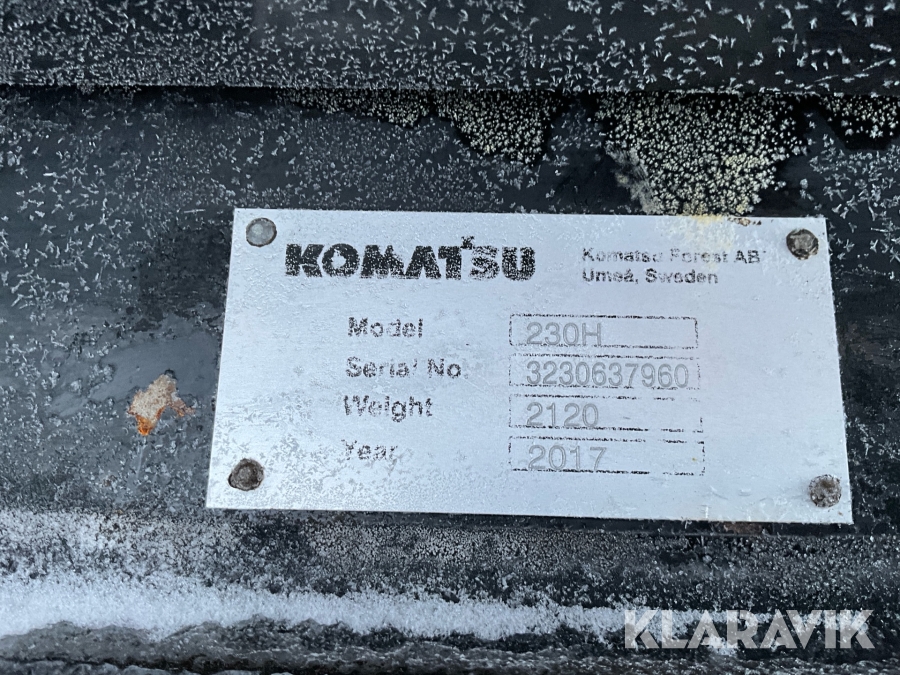 KOMATSU
Komatsu Forest AB
Umeå, Sweden
Model 230H
Serial No 3230637960
Weight 2120
Year 2017
KLARAVIK